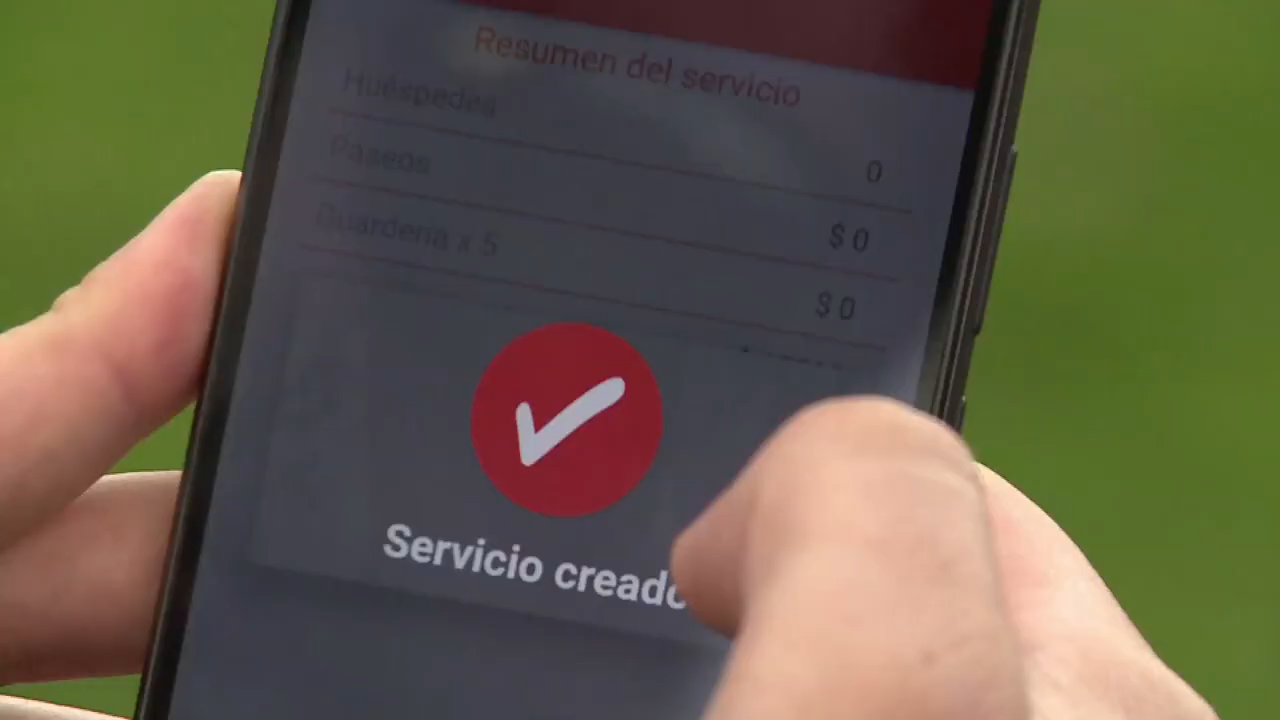 Resumen del servicio
Huéspedes 0
Paseos $ 0
Guardería x 5 $ 0
Servicio creado